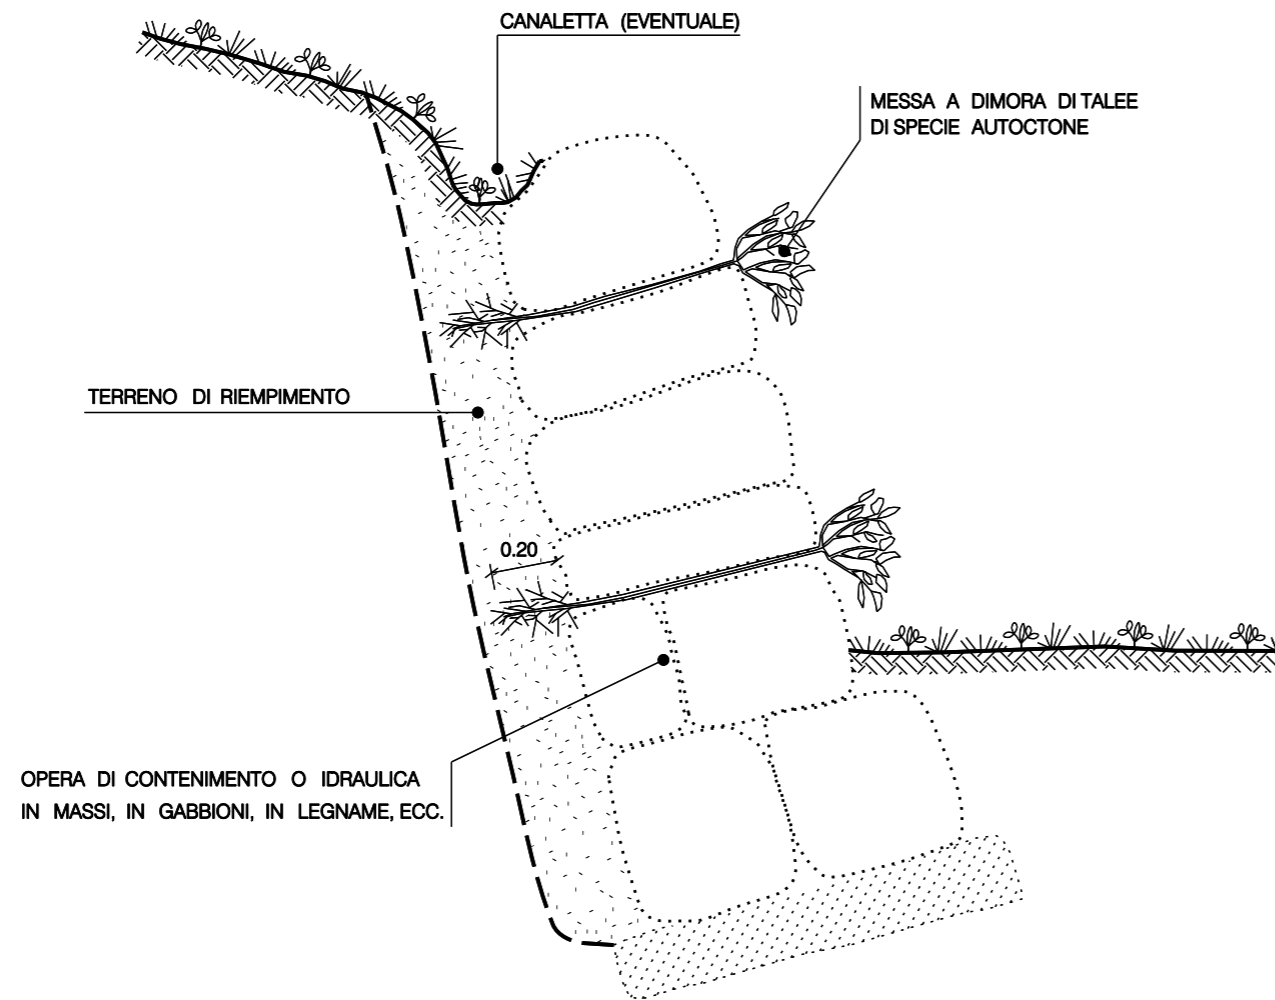 CANALETTA (EVENTUALE)
MESSA A DIMORA DI TALEE
DI SPECIE AUTOCTONE
TERRENO DI RIEMPIMENTO
0.20
OPERA DI CONTENIMENTO O IDRAULICA
IN MASSI, IN GABBIONI, IN LEGNAME, ECC.